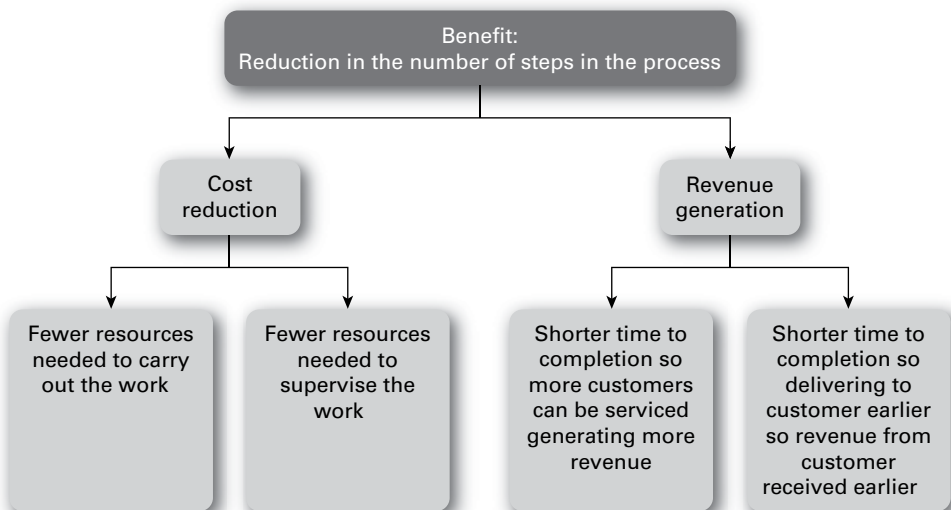 Benefit:
Reduction in the number of steps in the process
Cost
reduction
Revenue
generation
Fewer resources
needed to carry
out the work
Fewer resources
needed to
supervise the
work
Shorter time to
completion so
more customers
can be serviced
generating more
revenue
Shorter time to
completion so
delivering to
customer earlier
so revenue from
customer
received earlier